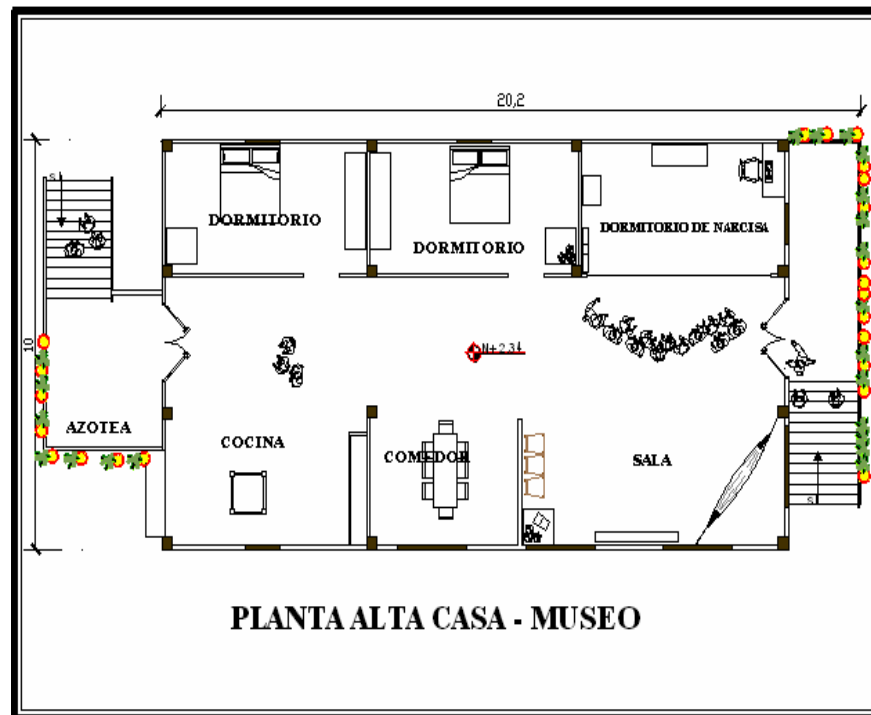 20,2
S
DORMITORIO
DORMITORIO
DORMITORIO DE NARCISA
10
N+2.34
AZOTEA
COCINA
COMEDOR
SALA
S
PLANTA ALTA CASA - MUSEO